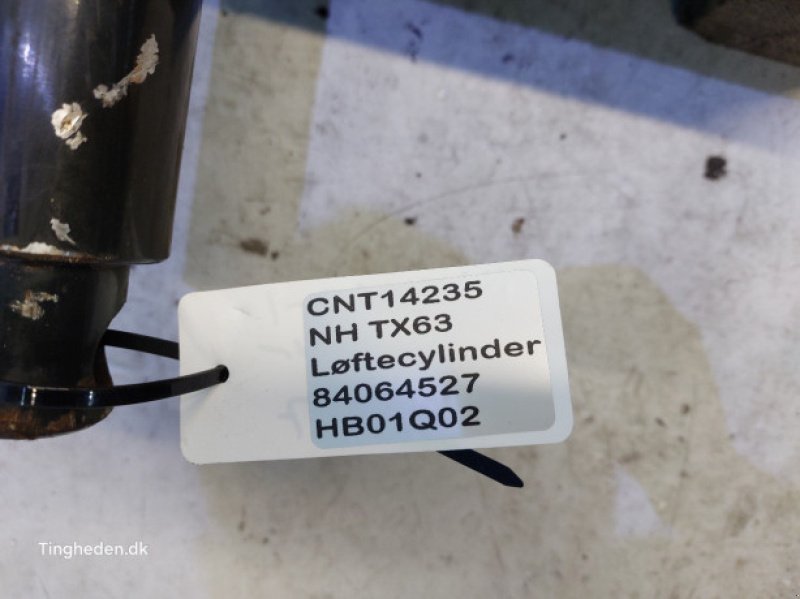 CNT14235
NH TX63
Løftecylinder
84064527
HB01Q02
Tingheden.dk